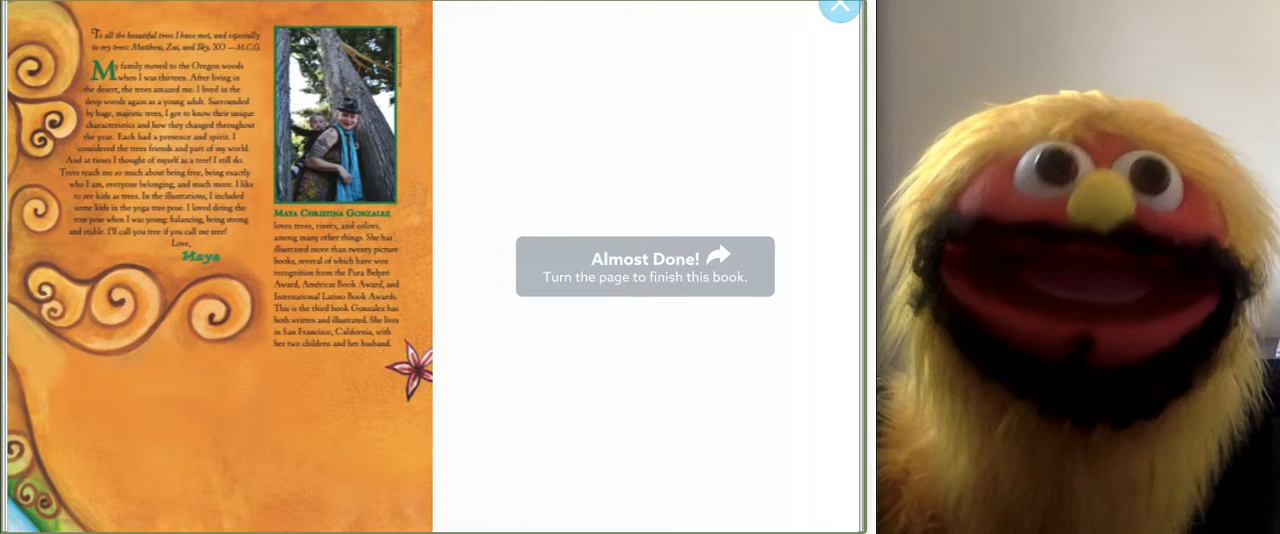 To all the beautiful trees I have met, and especially
to my trees: Matthew, Zai, and Sky, XO —M.C.G.
My family moved to the Oregon woods
when I was thirteen. After living in
the desert, the trees amazed me. I lived in the
deep woods again as a young adult. Surrounded
by huge, majestic trees, I got to know their unique
characteristics and how they changed throughout
the year. Each had a presence and spirit. I
considered the trees friends and part of my world.
And at times I thought of myself as a tree! I still do.
Trees teach me so much about being free, being exactly
who I am, everyone belonging, and much more. I like
to see kids as trees. In the illustrations, I included
some kids in the yoga tree pose. I loved doing the
tree pose when I was young: balancing, being strong
and stable. I'll call you tree if you call me tree!
Love,
Maya
MAYA CHRISTINA GONZALEZ
loves trees, rivers, and colors,
among many other things. She has
illustrated more than twenty picture
books, several of which have won
recognition from the Pura Belpré
Award, Américas Book Award, and
International Latino Book Awards.
This is the third book Gonzalez has
both written and illustrated. She lives
in San Francisco, California, with
her two children and her husband.
Almost Done!
Turn the page to finish this book.